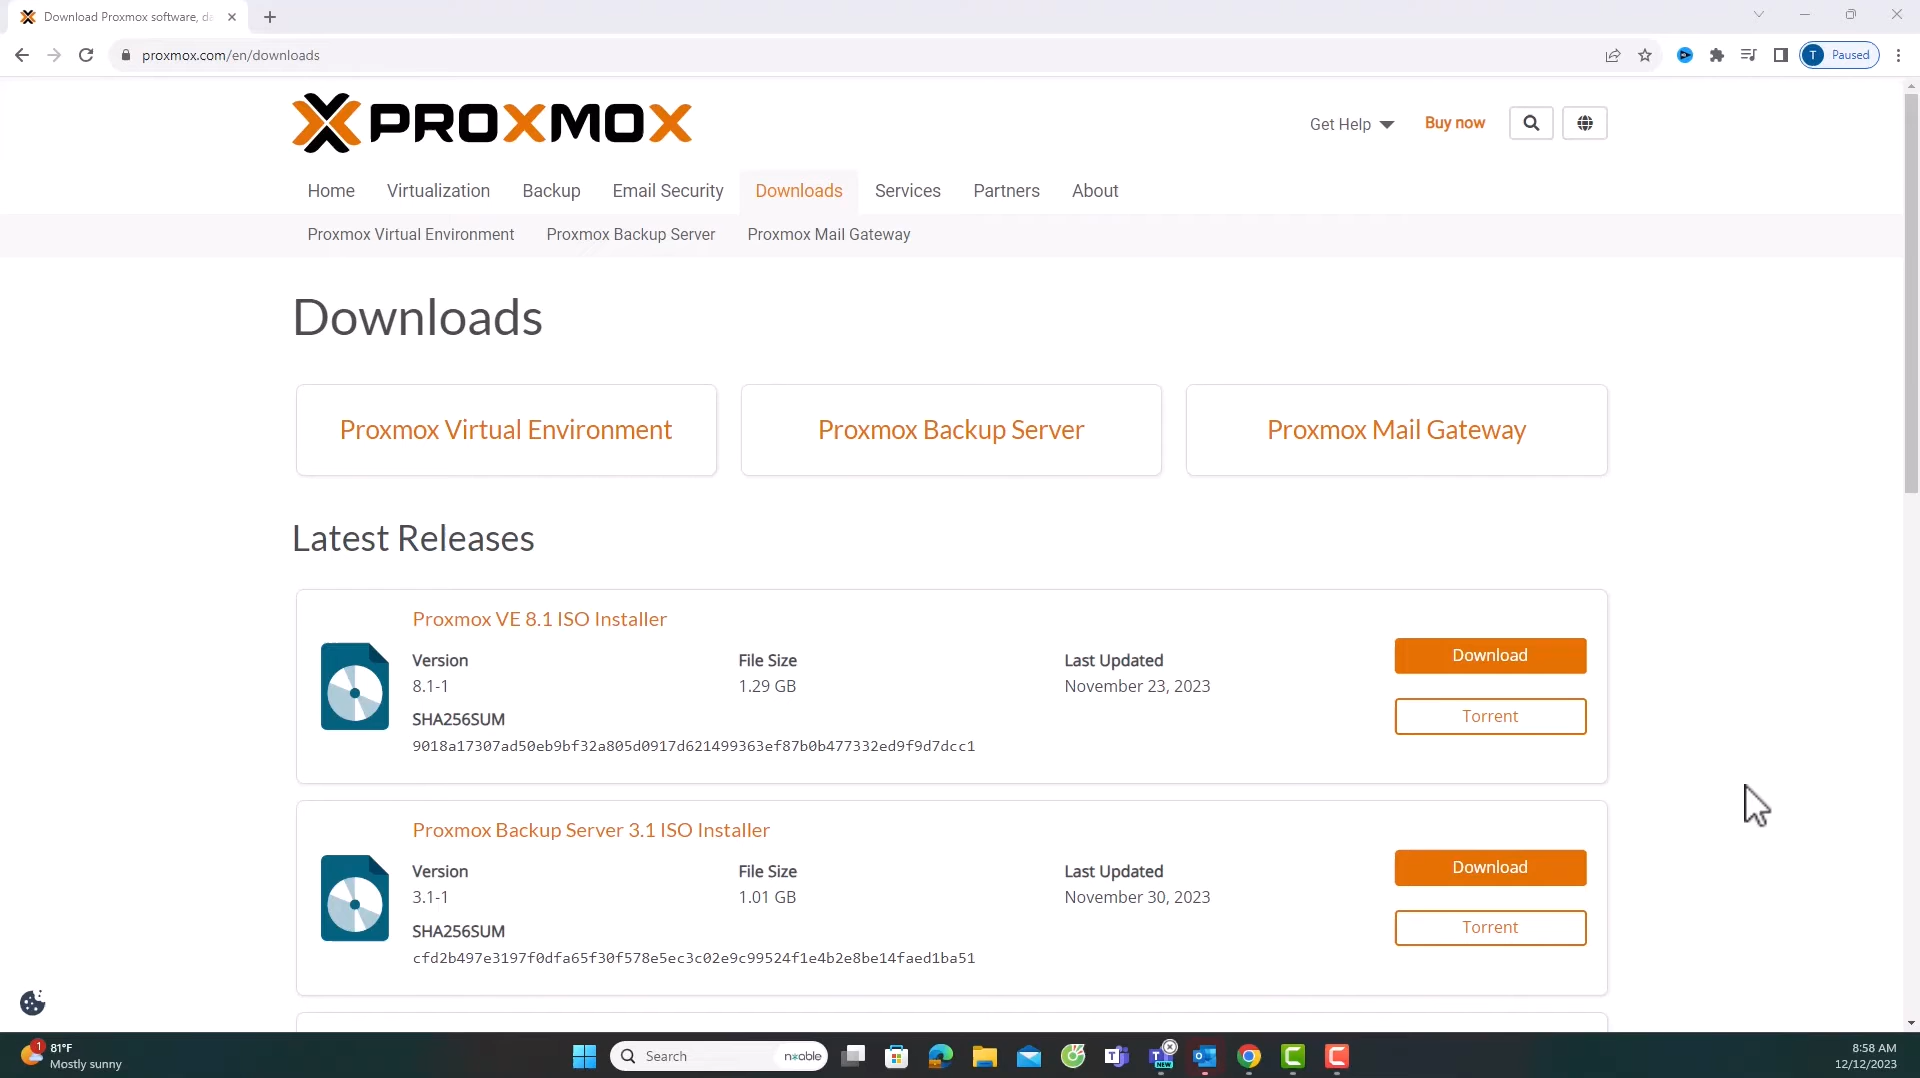 Download Proxmox software, da
proxmox.com/en/downloads
T Paused
PROXMOX
Get Help Buy now
Home Virtualization Backup Email Security Downloads Services Partners About
Proxmox Virtual Environment Proxmox Backup Server Proxmox Mail Gateway
Downloads
Proxmox Virtual Environment Proxmox Backup Server Proxmox Mail Gateway
Latest Releases
Proxmox VE 8.1 ISO Installer
Version File Size Last Updated
8.1-1 1.29 GB November 23, 2023
SHA256SUM
9018a17307ad50eb9bf32a805d0917d621499363ef87b0b477332ed9f9d7dcc1
Download
Torrent
Proxmox Backup Server 3.1 ISO Installer
Version File Size Last Updated
3.1-1 1.01 GB November 30, 2023
SHA256SUM
cfd2b497e3197f0dfa65f30f578e5ec3c02e9c99524f1e4b2e8be14faed1ba51
Download
Torrent
1 81°F
Mostly sunny
Search n*able
NEW
8:58 AM
12/12/2023